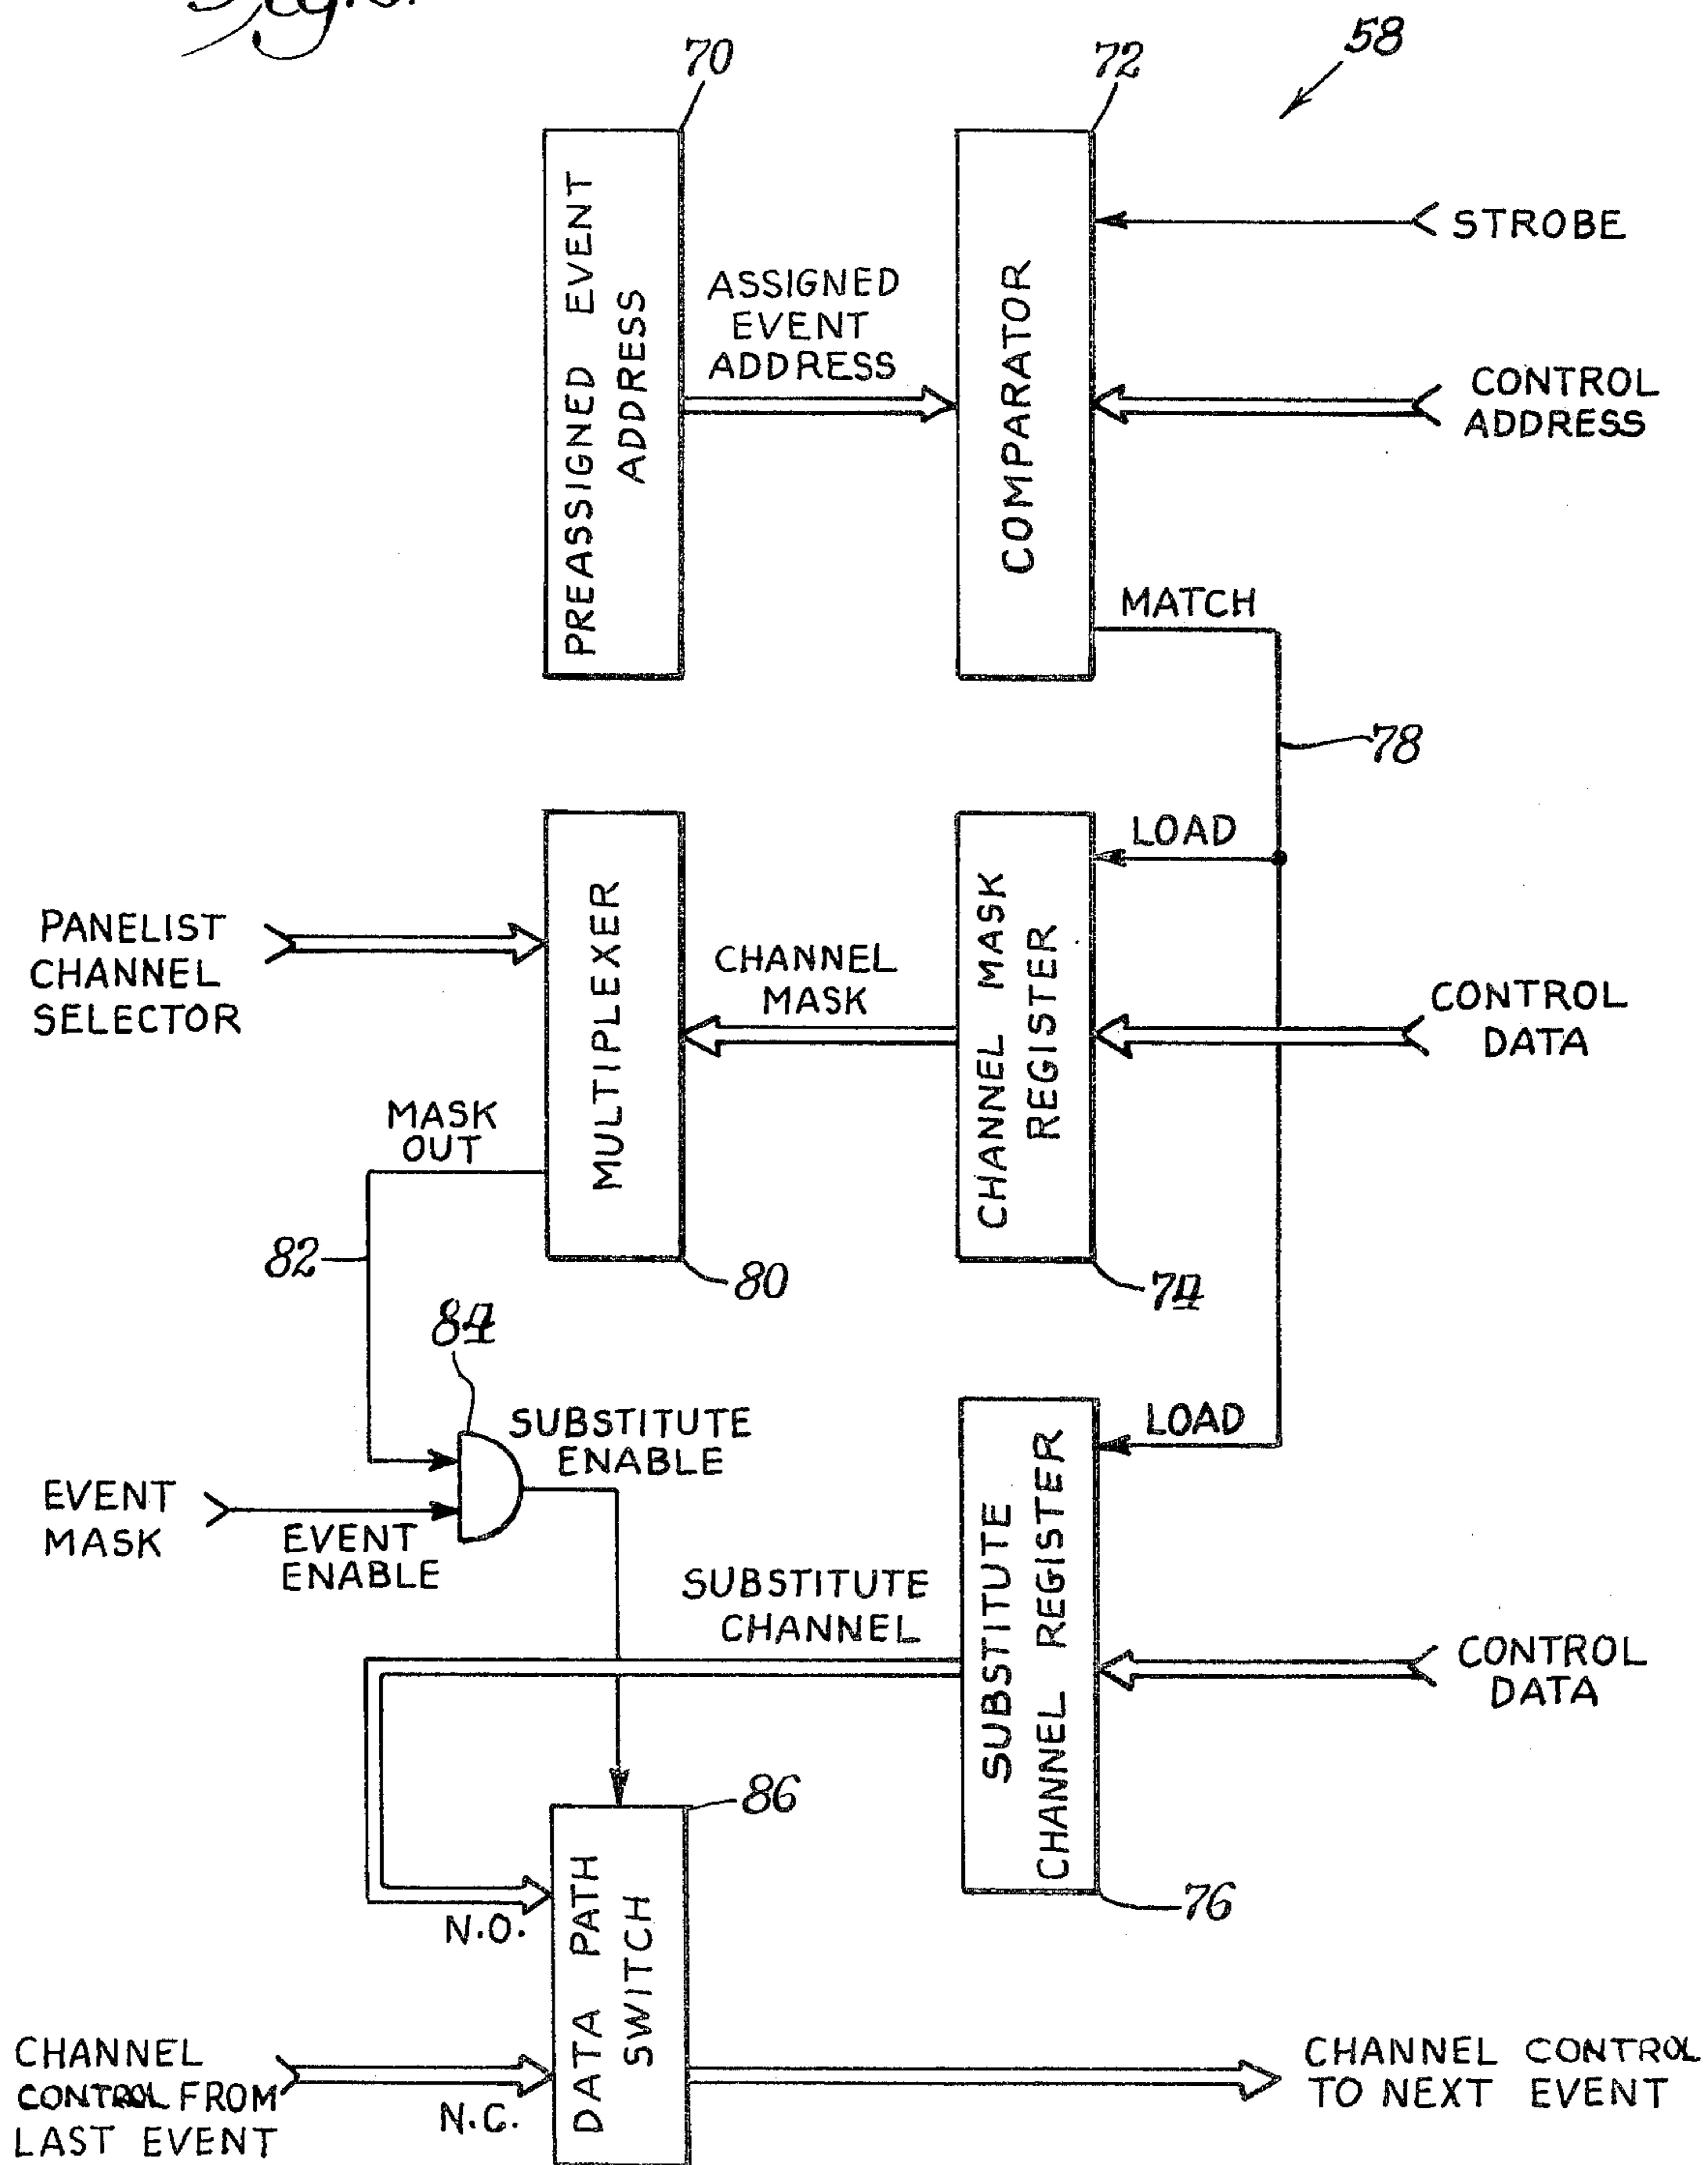 70
72
58
PREASSIGNED EVENT
ADDRESS
ASSIGNED
EVENT
ADDRESS
COMPARATOR
STROBE
CONTROL
ADDRESS
MATCH
78
LOAD
PANELIST
CHANNEL
SELECTOR
MULTIPLEXER
CHANNEL
MASK
CHANNEL MASK
REGISTER
CONTROL
DATA
MASK
OUT
82
80
74
84
SUBSTITUTE
ENABLE
LOAD
EVENT
MASK
EVENT
ENABLE
SUBSTITUTE
CHANNEL
SUBSTITUTE
CHANNEL REGISTER
CONTROL
DATA
86
76
N.O.
DATA PATH
SWITCH
CHANNEL
CONTROL FROM
LAST EVENT
N.C.
CHANNEL CONTROL
TO NEXT EVENT